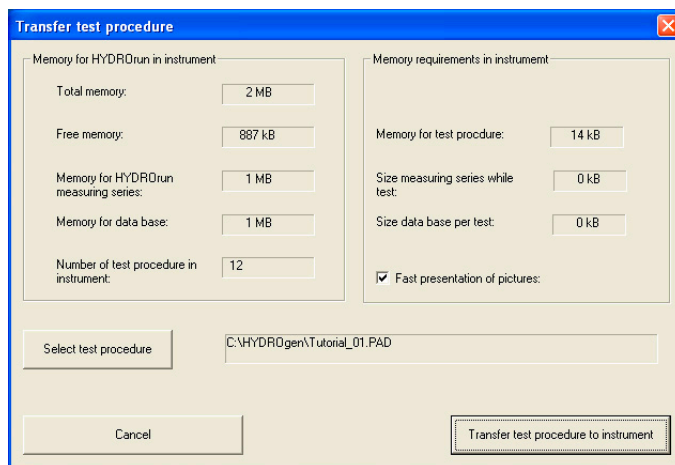 Transfer test procedure
Memory for HYDROrun in instrument
Total memory: 2 MB
Free memory: 887 kB
Memory for HYDROrun
measuring series: 1 MB
Memory for data base: 1 MB
Number of test procedure in
instrument: 12
Memory requirements in instrumemt
Memory for test procdure: 14 kB
Size measuring series while
test: 0 kB
Size data base per test: 0 kB
Fast presentation of pictures:
Select test procedure
C:\HYDROgen\Tutorial_01.PAD
Cancel
Transfer test procedure to instrument